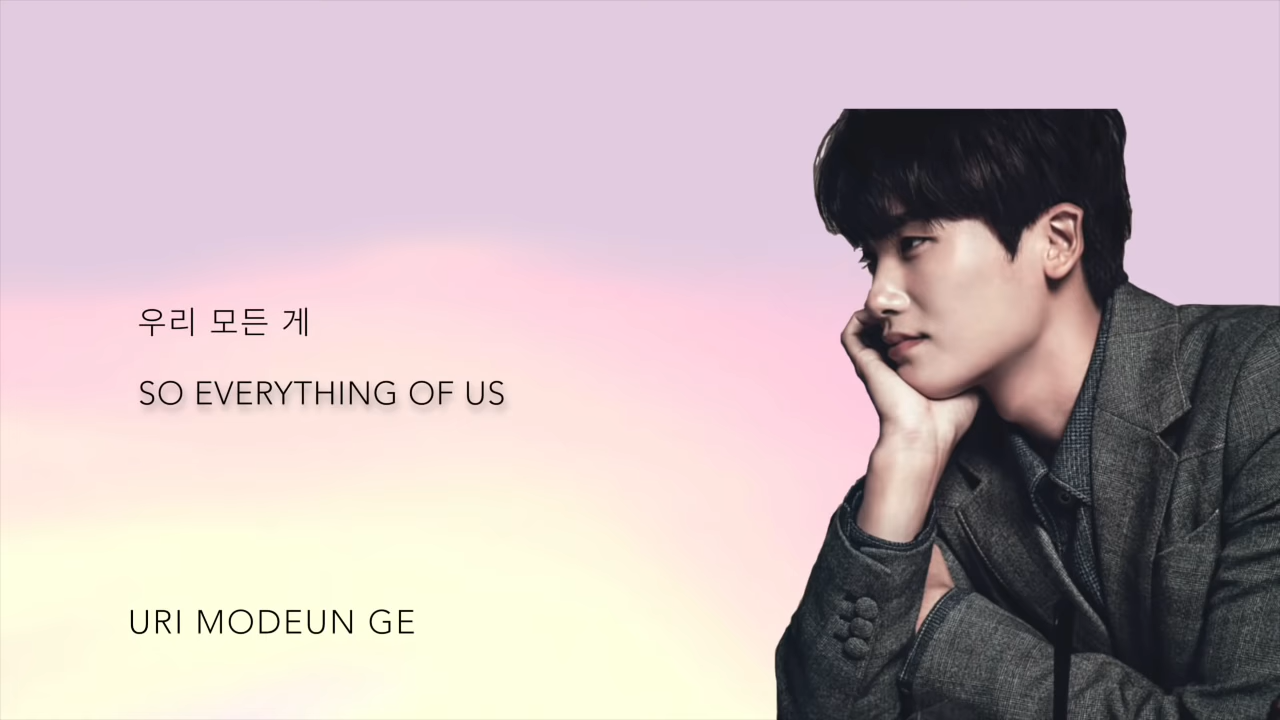 우리 모든 게
SO EVERYTHING OF US
URI MODEUN GE